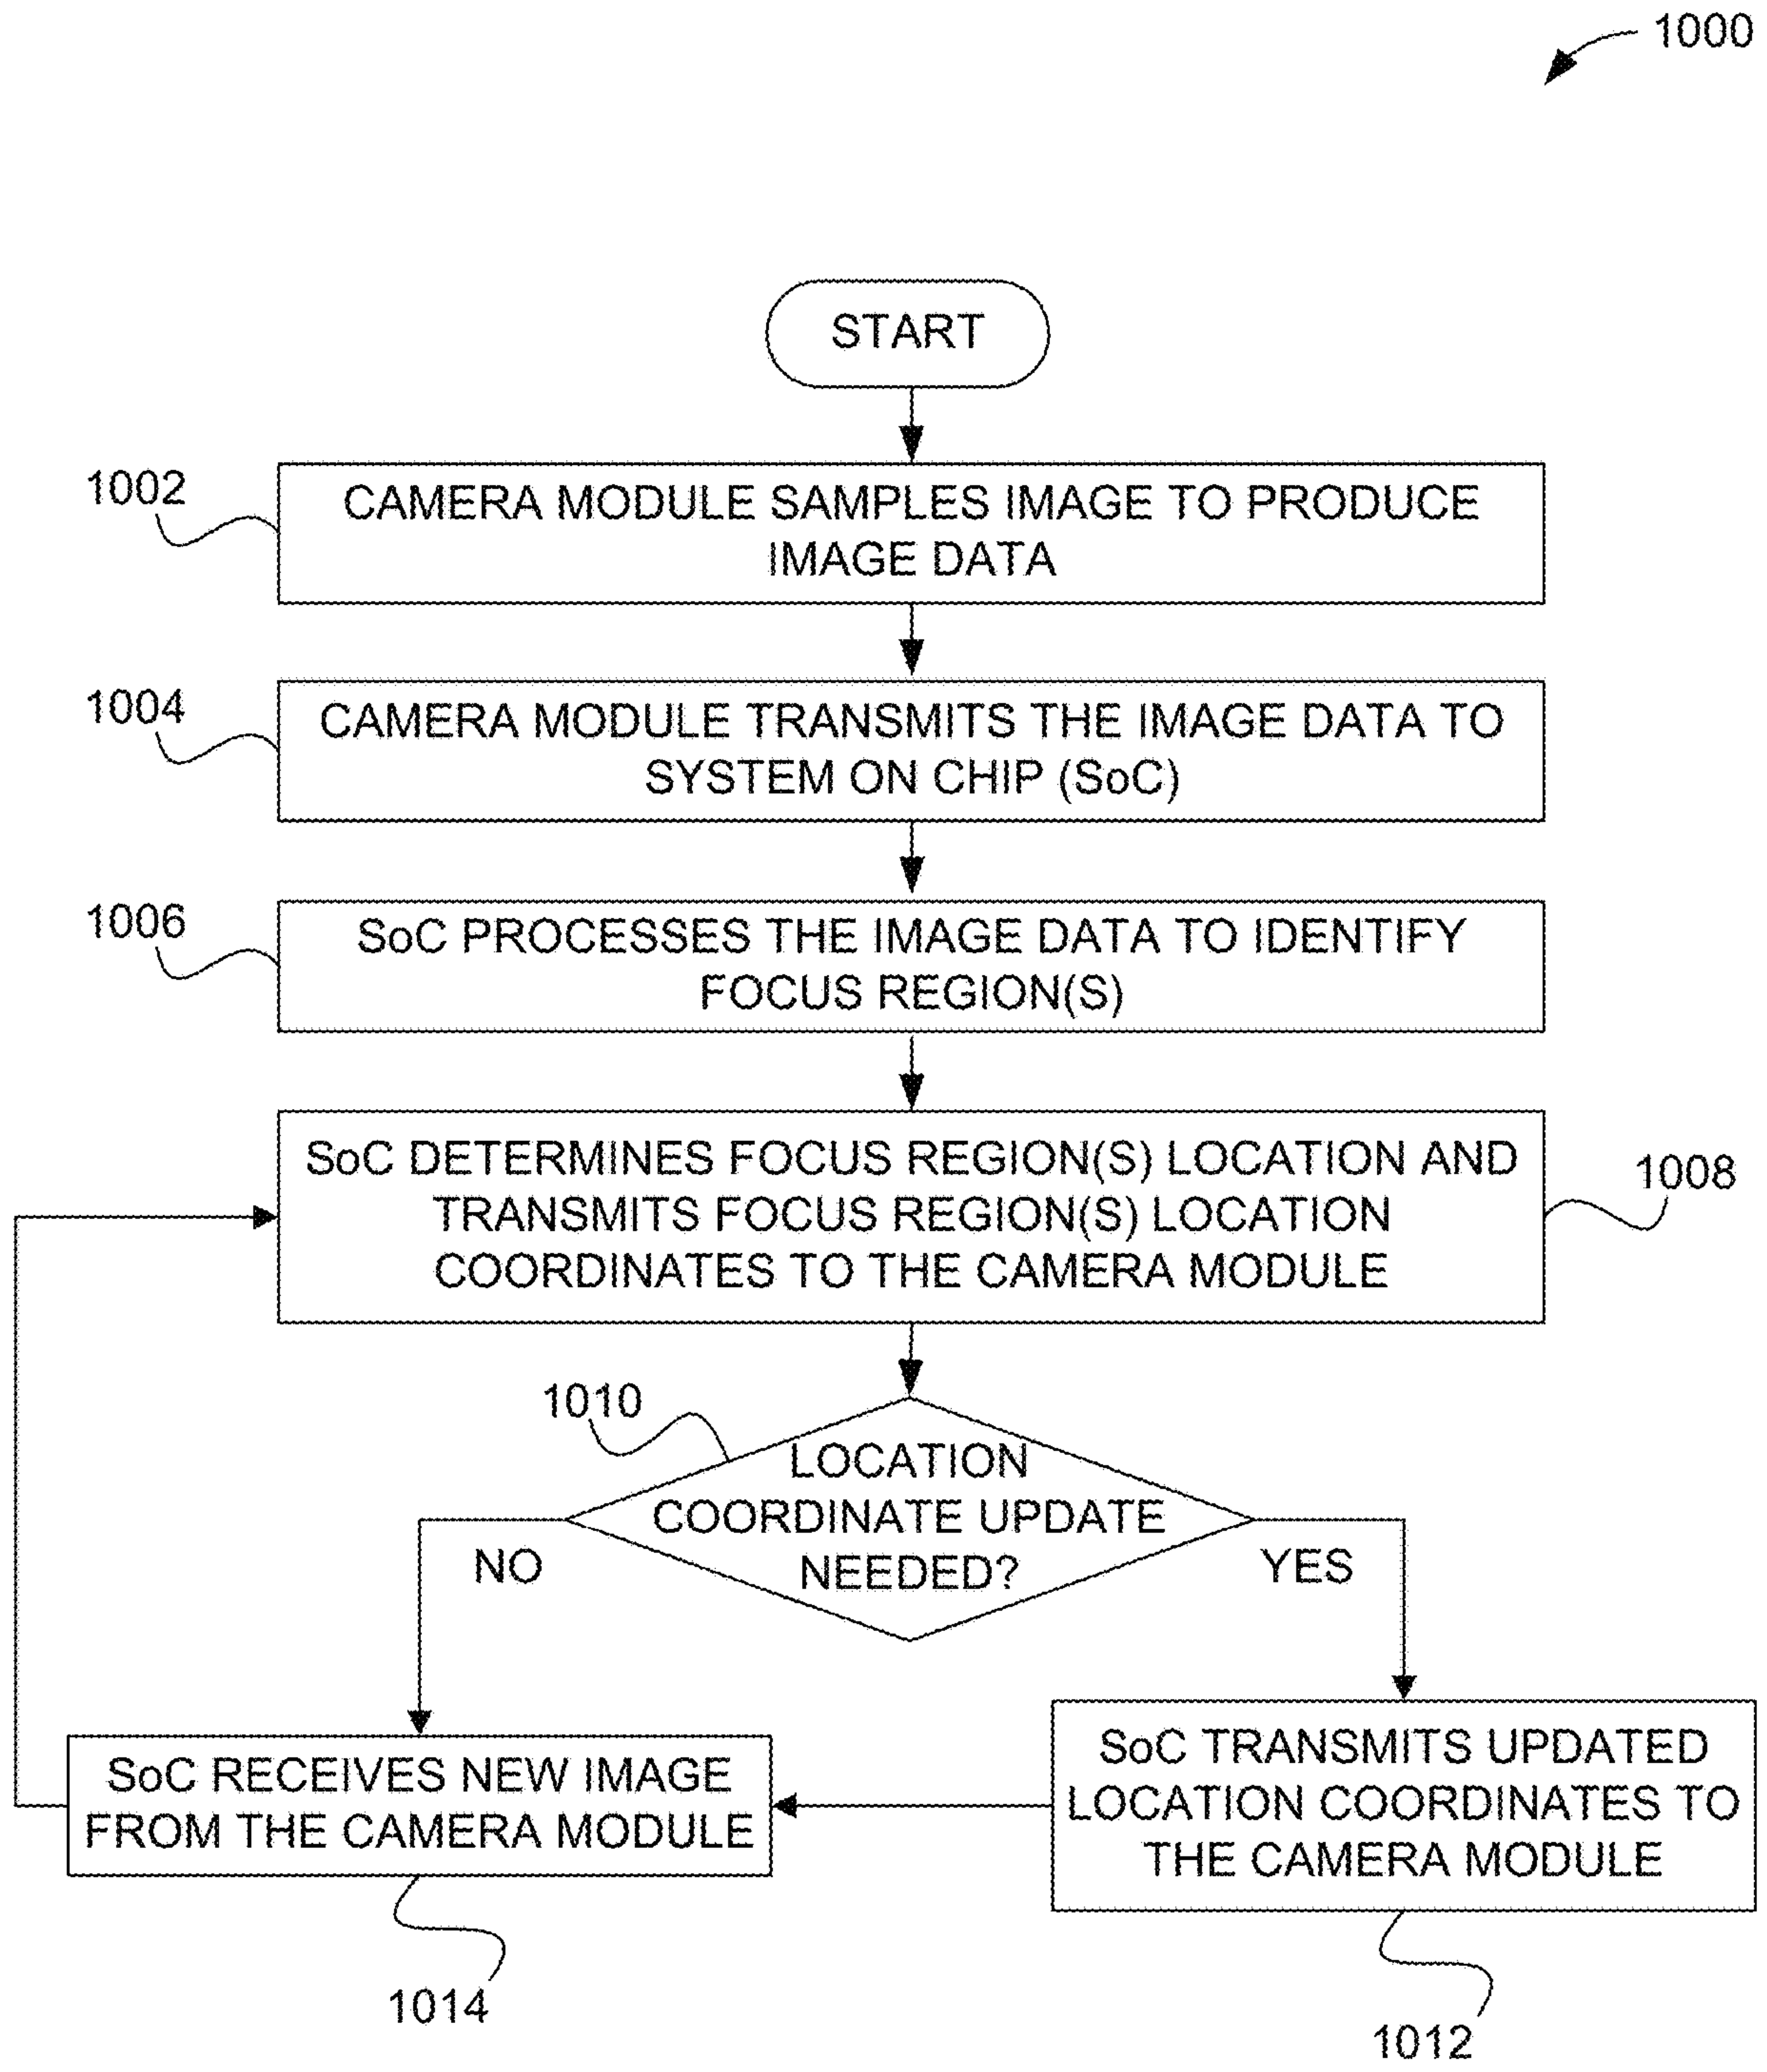 1000
START
1002
CAMERA MODULE SAMPLES IMAGE TO PRODUCE
IMAGE DATA
1004
CAMERA MODULE TRANSMITS THE IMAGE DATA TO
SYSTEM ON CHIP (SoC)
1006
SoC PROCESSES THE IMAGE DATA TO IDENTIFY
FOCUS REGION(S)
SoC DETERMINES FOCUS REGION(S) LOCATION AND
TRANSMITS FOCUS REGION(S) LOCATION
COORDINATES TO THE CAMERA MODULE
1008
1010
LOCATION
COORDINATE UPDATE
NEEDED?
NO
YES
SoC RECEIVES NEW IMAGE
FROM THE CAMERA MODULE
SoC TRANSMITS UPDATED
LOCATION COORDINATES TO
THE CAMERA MODULE
1014
1012